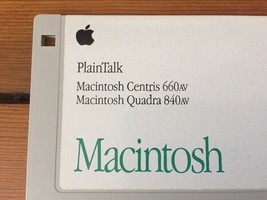 PlainTalk
Macintosh Centris 660AV
Macintosh Quadra 840AV
Macintosh